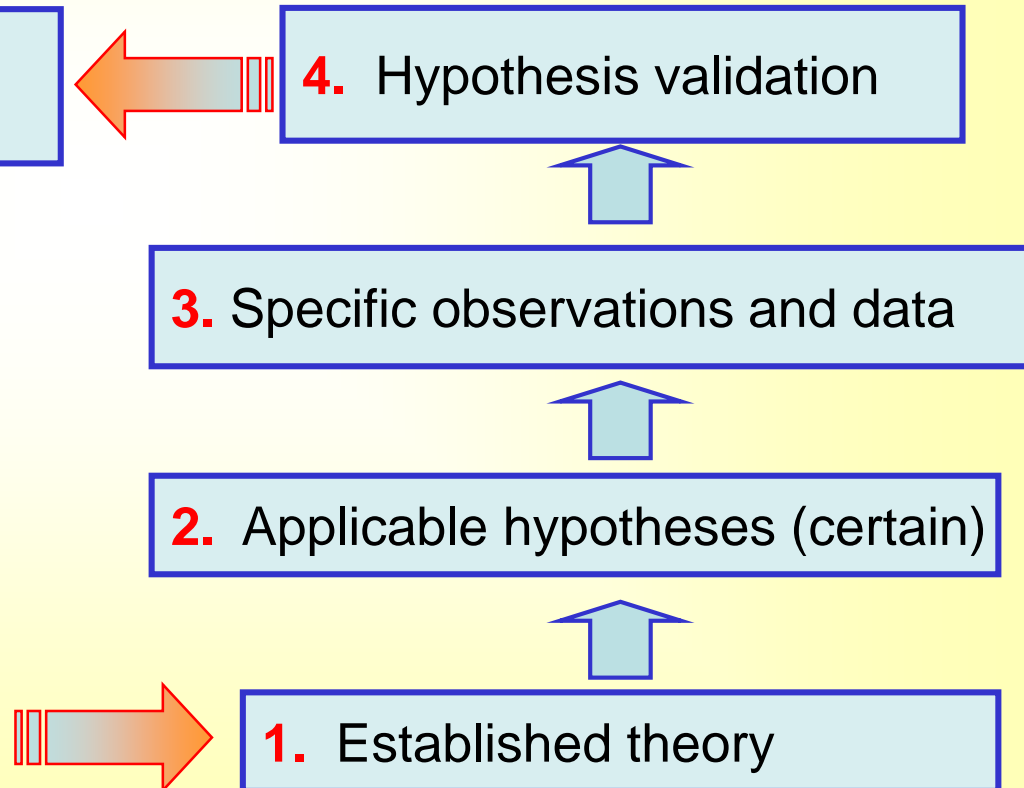 4. Hypothesis validation
3. Specific observations and data
2. Applicable hypotheses (certain)
1. Established theory